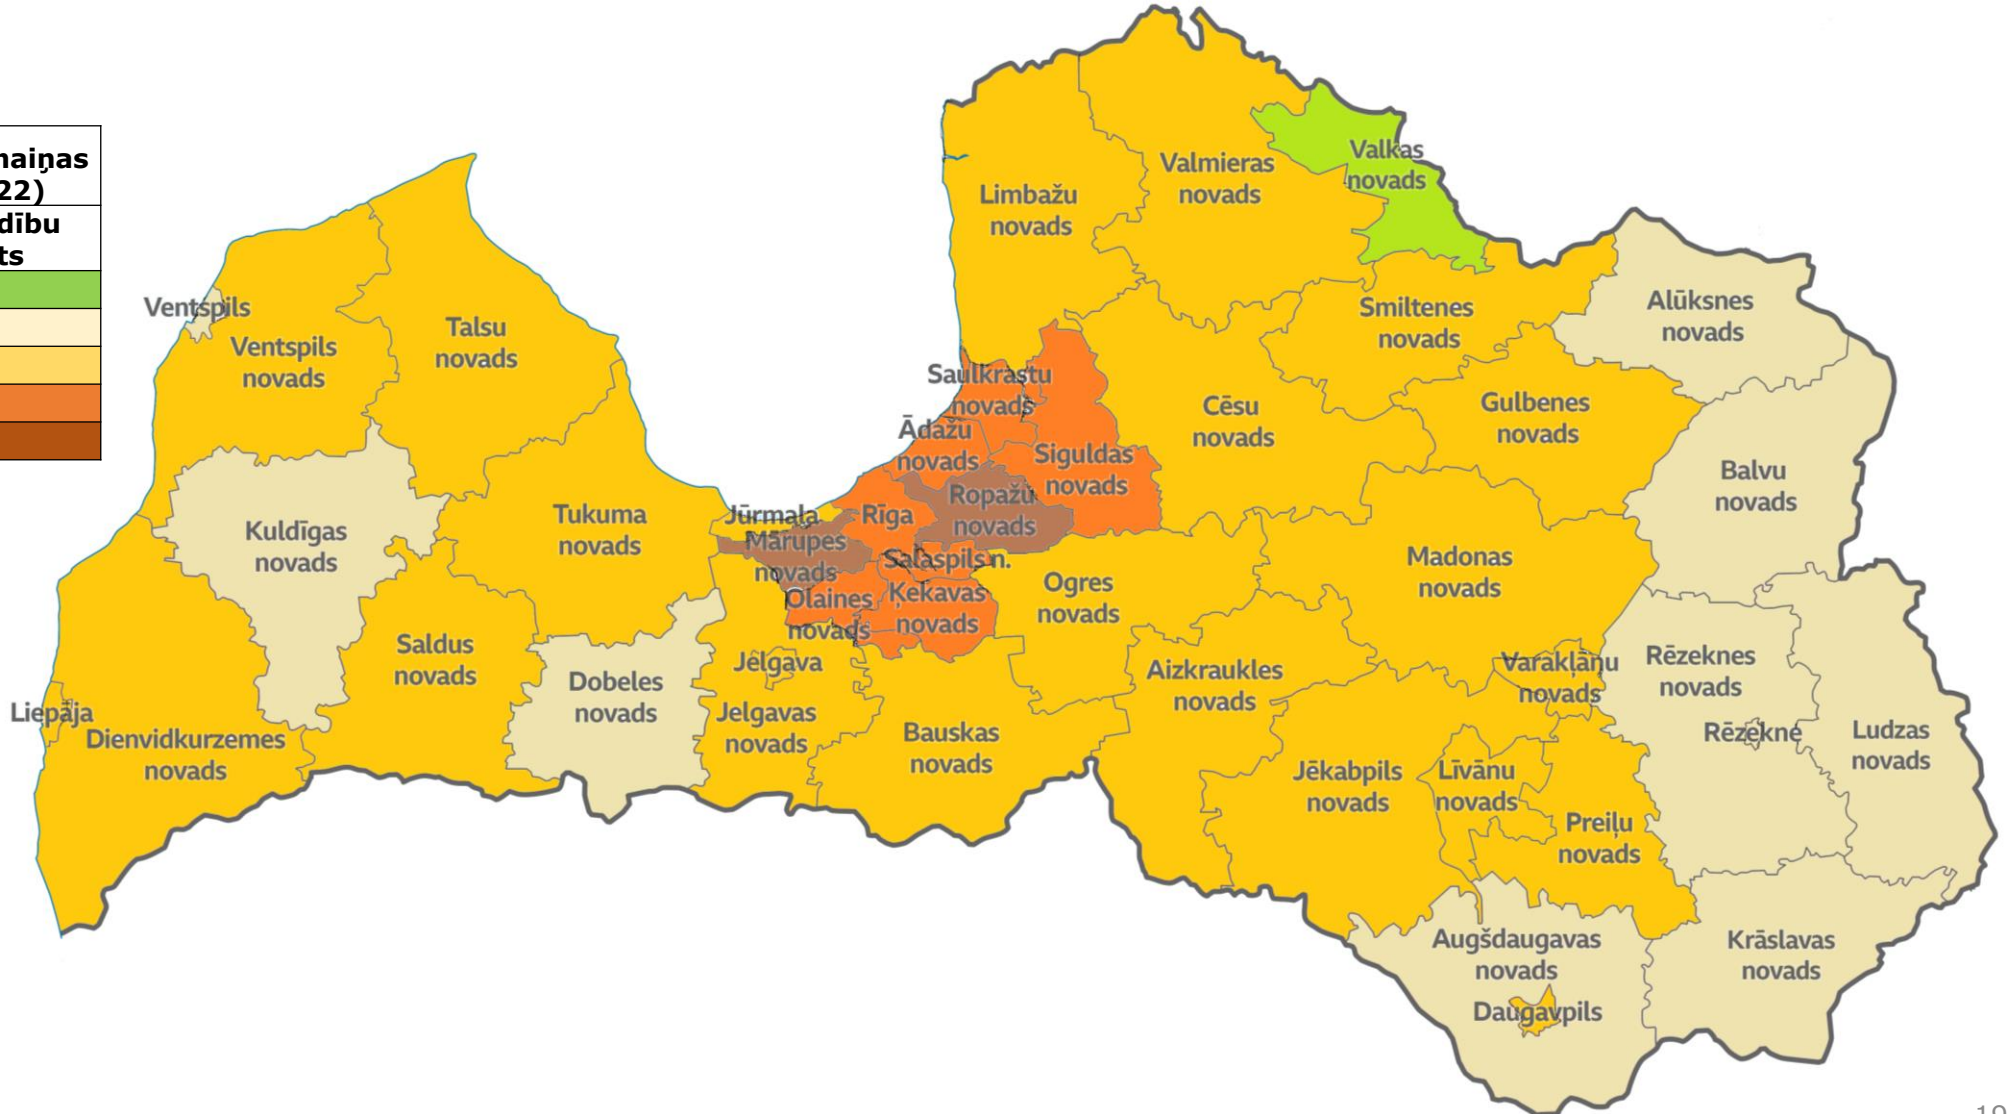 maiņas
22)
dību
ts
Ventspils
Ventspils
novads
Talsu
novads
Kuldīgas
novads
Tukuma
novads
Saldus
novads
Dobeles
novads
Liepāja
Dienvidkurzemes
novads
Limbažu
novads
Valmieras
novads
Valkas
novads
Smiltenes
novads
Alūksnes
novads
Saulkrastu
novads
Ādažu
novads
Siguldas
novads
Cēsu
novads
Gulbenes
novads
Balvu
novads
Jūrmala
Rīga
Ropažu
novads
Mārupes
novads
Salaspils n.
Olaines
novads
Ķekavas
novads
Ogres
novads
Madonas
novads
Jelgava
Jelgavas
novads
Bauskas
novads
Aizkraukles
novads
Varakļānu
novads
Rēzeknes
novads
Rēzekne
Ludzas
novads
Jēkabpils
novads
Līvānu
novads
Preiļu
novads
Augšdaugavas
novads
Daugavpils
Krāslavas
novads